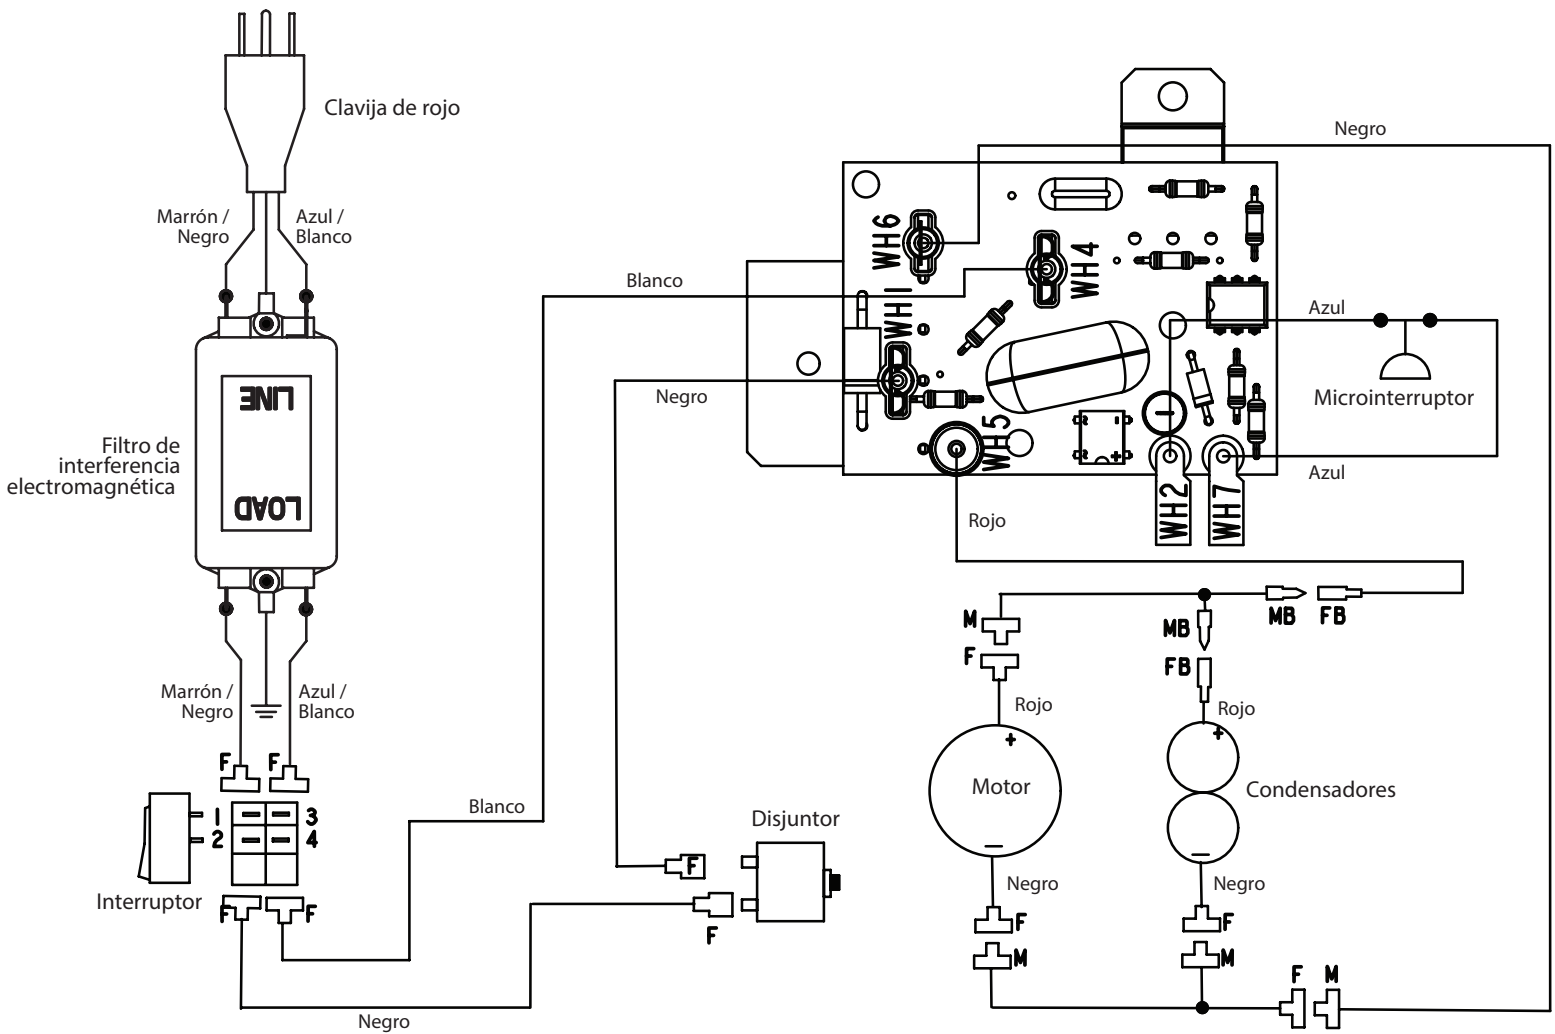 Clavija de rojo
Marrón /
Negro
Azul /
Blanco
LINE
LOAD
Filtro de
interferencia
electromagnética
Marrón /
Negro
Azul /
Blanco
F
F
1
3
2
4
Interruptor
F
F
Negro
Blanco
Blanco
Negro
Disjuntor
F
F
Negro
WH6
WH4
WH1
WH5
WH2
WH7
Azul
Microinterruptor
Azul
Rojo
M
F
MB
FB
MB
FB
Rojo
Rojo
+
Motor
−
+
Condensadores
−
Negro
Negro
F
M
F
M
F
M